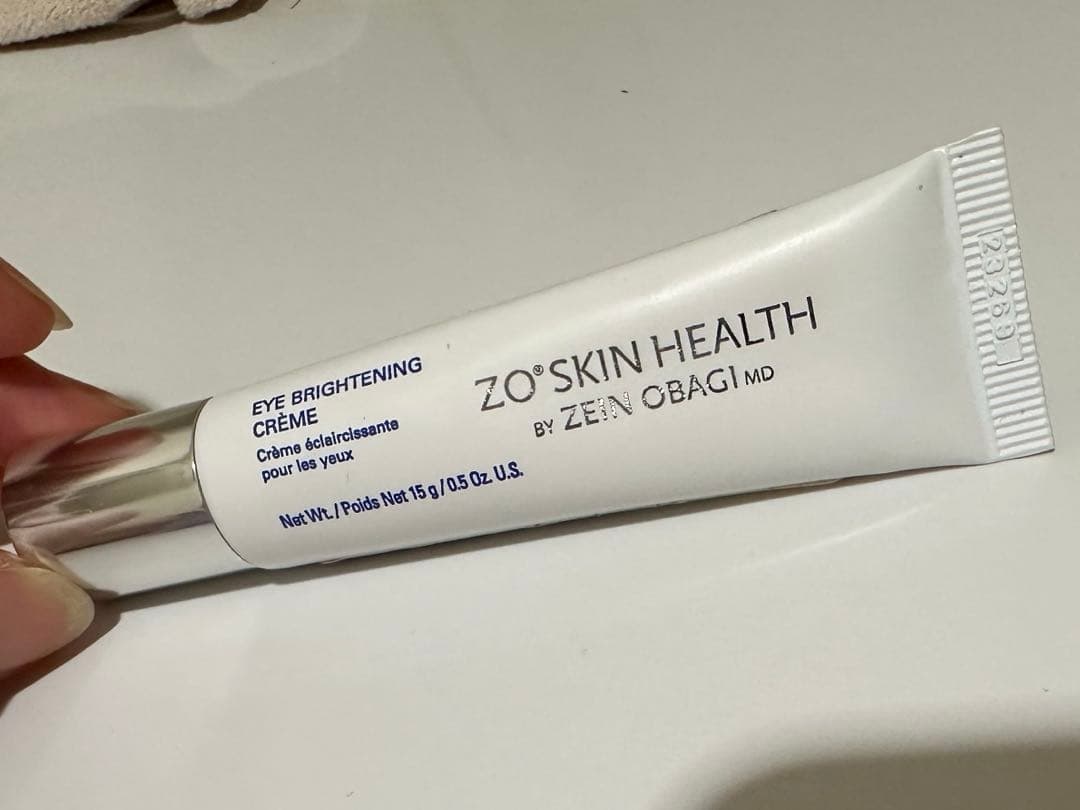 EYE BRIGHTENING
CRÈME
Crème éclaircissante
pour les yeux
Net Wt. / Poids Net 15 g / 0.5 Oz. U.S.
ZO® SKIN HEALTH
BY ZEIN OBAGI MD
23269